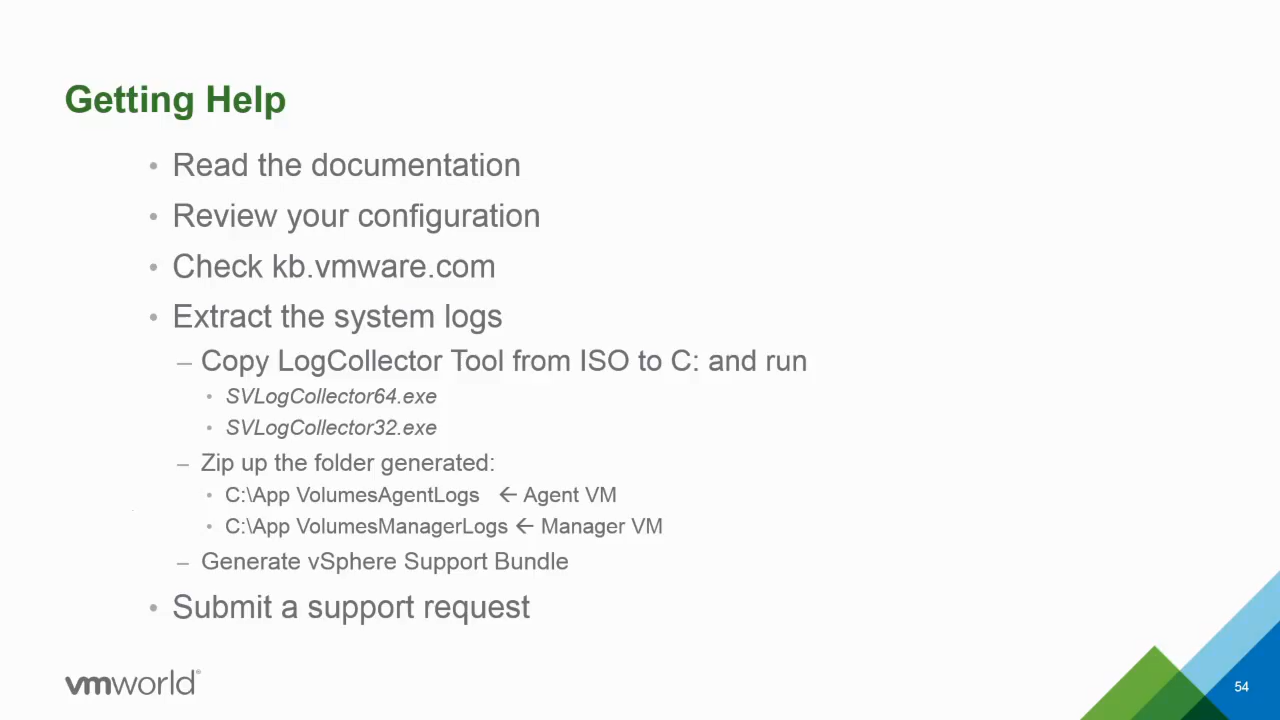 Getting Help
• Read the documentation
• Review your configuration
• Check kb.vmware.com
• Extract the system logs
– Copy LogCollector Tool from ISO to C: and run
• SVLogCollector64.exe
• SVLogCollector32.exe
– Zip up the folder generated:
• C:\App VolumesAgentLogs ← Agent VM
• C:\App VolumesManagerLogs ← Manager VM
– Generate vSphere Support Bundle
• Submit a support request
vmworld®
54